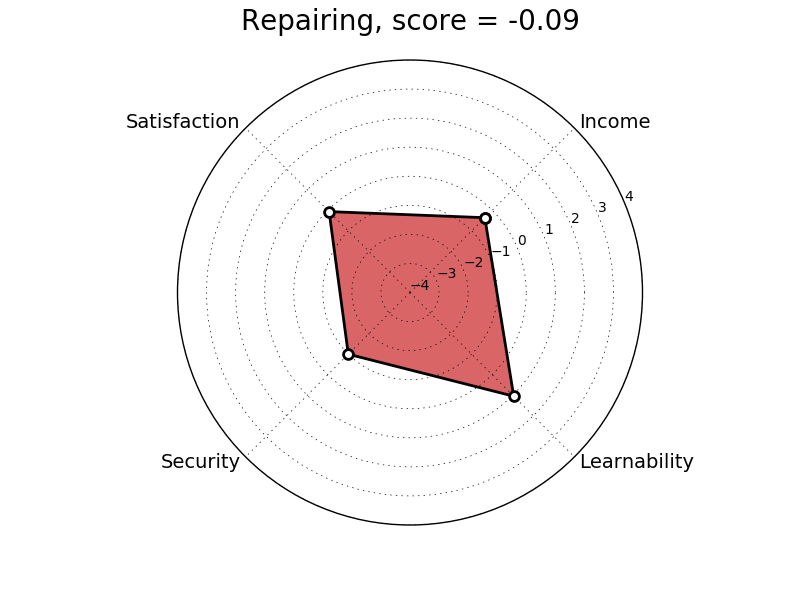 Repairing, score = -0.09
Satisfaction
Income
4
3
2
1
0
−1
−2
−3
−4
Security
Learnability